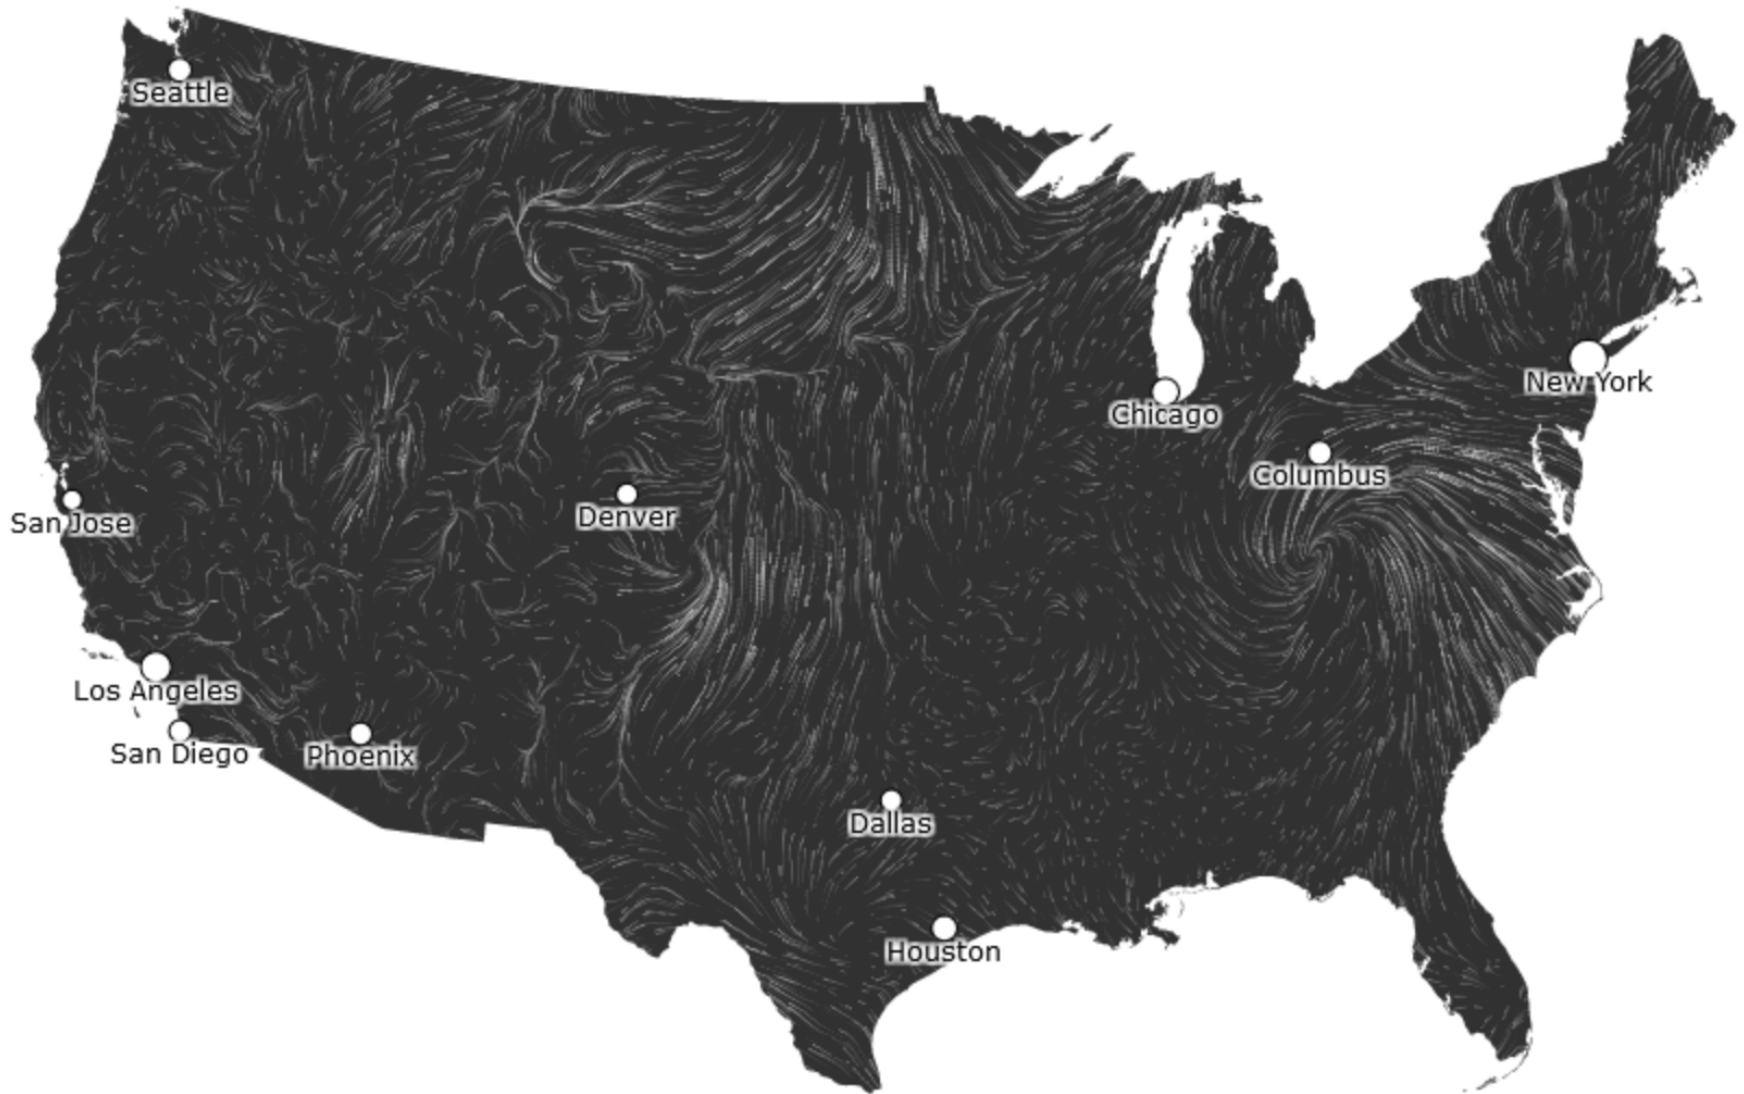 Seattle
New York
Chicago
Columbus
San Jose
Denver
Los Angeles
San Diego
Phoenix
Dallas
Houston